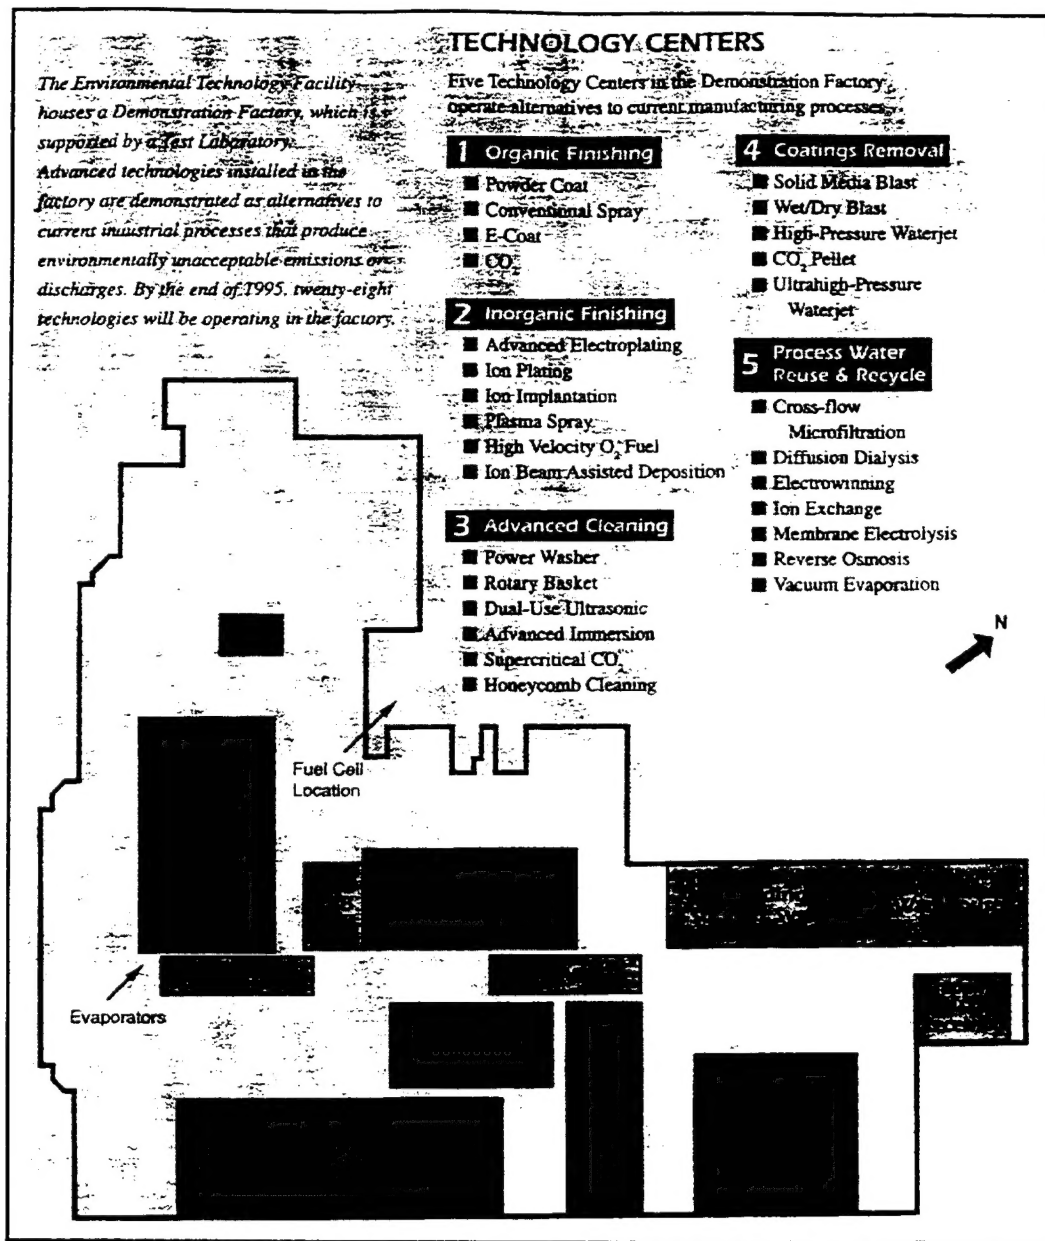 The Environmental Technology Facility
houses a Demonstration Factory, which is
supported by a Test Laboratory.
Advanced technologies installed in the
factory are demonstrated as alternatives to
current industrial processes that produce
environmentally unacceptable emissions or
discharges. By the end of 1995, twenty-eight
technologies will be operating in the factory.
TECHNOLOGY CENTERS
Five Technology Centers in the Demonstration Factory
operate alternatives to current manufacturing processes.
1 Organic Finishing
■ Powder Coat
■ Conventional Spray
■ E-Coat
■ CO₂
2 Inorganic Finishing
■ Advanced Electroplating
■ Ion Plating
■ Ion Implantation
■ Plasma Spray
■ High Velocity O₂ Fuel
■ Ion Beam Assisted Deposition
3 Advanced Cleaning
■ Power Washer
■ Rotary Basket
■ Dual-Use Ultrasonic
■ Advanced Immersion
■ Supercritical CO₂
■ Honeycomb Cleaning
4 Coatings Removal
■ Solid Media Blast
■ Wet/Dry Blast
■ High-Pressure Waterjet
■ CO₂ Pellet
■ Ultrahigh-Pressure
Waterjet
5 Process Water
Reuse & Recycle
■ Cross-flow
Microfiltration
■ Diffusion Dialysis
■ Electrowinning
■ Ion Exchange
■ Membrane Electrolysis
■ Reverse Osmosis
■ Vacuum Evaporation
N
Fuel Cell
Location
Evaporators